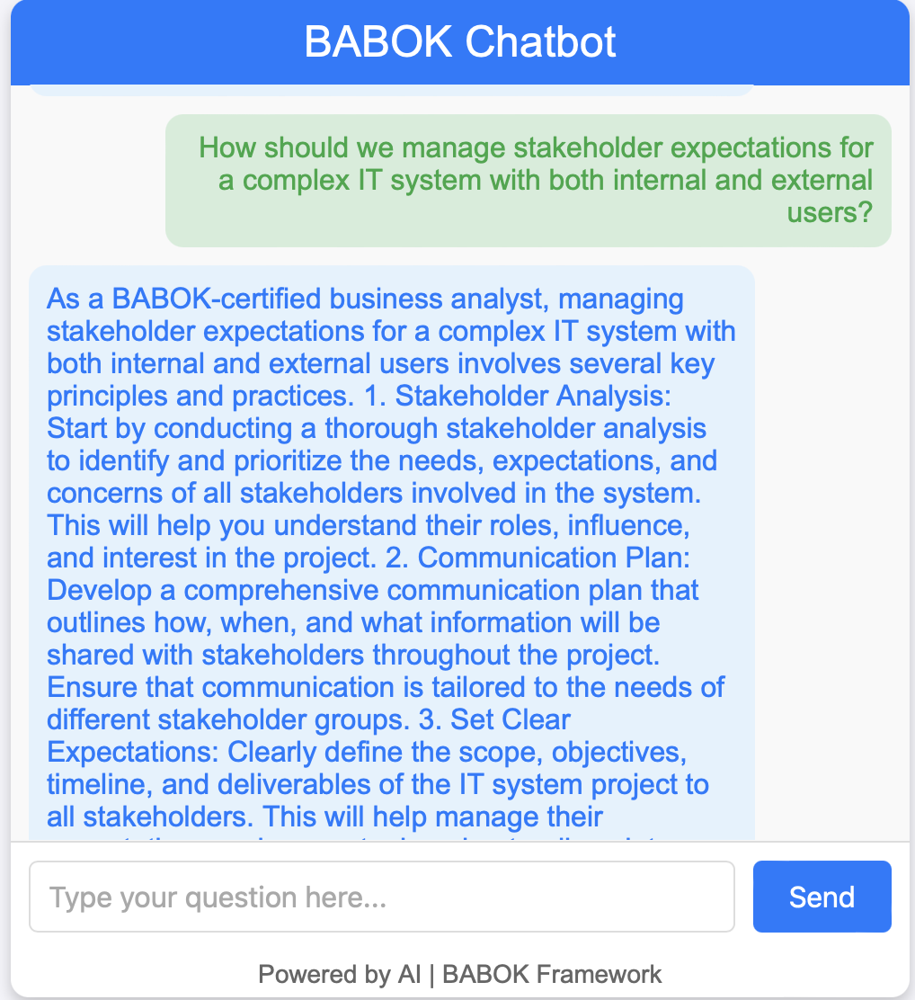 BABOK Chatbot
How should we manage stakeholder expectations for
a complex IT system with both internal and external
users?
As a BABOK-certified business analyst, managing
stakeholder expectations for a complex IT system with
both internal and external users involves several key
principles and practices. 1. Stakeholder Analysis:
Start by conducting a thorough stakeholder analysis
to identify and prioritize the needs, expectations, and
concerns of all stakeholders involved in the system.
This will help you understand their roles, influence,
and interest in the project. 2. Communication Plan:
Develop a comprehensive communication plan that
outlines how, when, and what information will be
shared with stakeholders throughout the project.
Ensure that communication is tailored to the needs of
different stakeholder groups. 3. Set Clear
Expectations: Clearly define the scope, objectives,
timeline, and deliverables of the IT system project to
all stakeholders. This will help manage their
Type your question here...
Send
Powered by AI | BABOK Framework